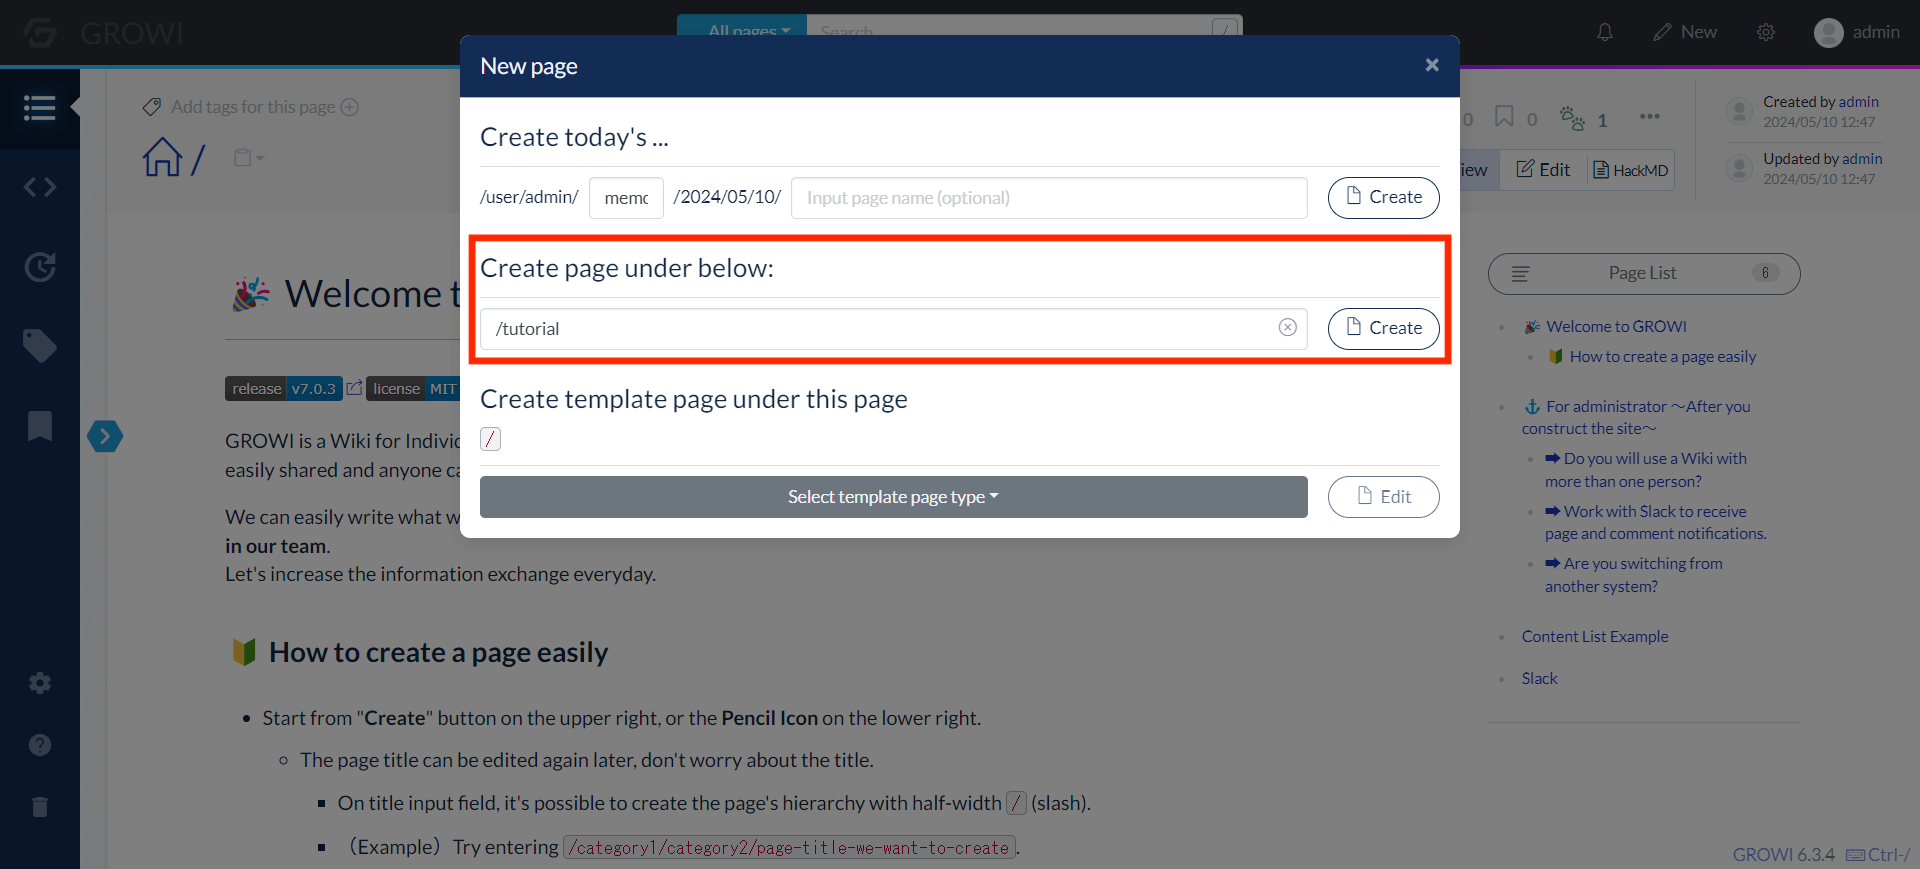 GROWI
All pages
Search
/
New
admin
New page
×
Create today's ...
/user/admin/
memo
/2024/05/10/
Input page name (optional)
Create
Create page under below:
/tutorial
Create
Create template page under this page
/
Select template page type
Edit
Add tags for this page
/
0
0
1
Created by admin
2024/05/10 12:47
Updated by admin
2024/05/10 12:47
iew
Edit
HackMD
Welcome t
release v7.0.3
license MIT
GROWI is a Wiki for Individ
easily shared and anyone ca
We can easily write what w
in our team.
Let's increase the information exchange everyday.
How to create a page easily
• Start from "Create" button on the upper right, or the Pencil Icon on the lower right.
The page title can be edited again later, don't worry about the title.
On title input field, it's possible to create the page's hierarchy with half-width / (slash).
（Example）Try entering /category1/category2/page-title-we-want-to-create.
Page List 6
Welcome to GROWI
How to create a page easily
For administrator 〜After you
construct the site〜
Do you will use a Wiki with
more than one person?
Work with Slack to receive
page and comment notifications.
Are you switching from
another system?
Content List Example
Slack
GROWI 6.3.4 Ctrl-/